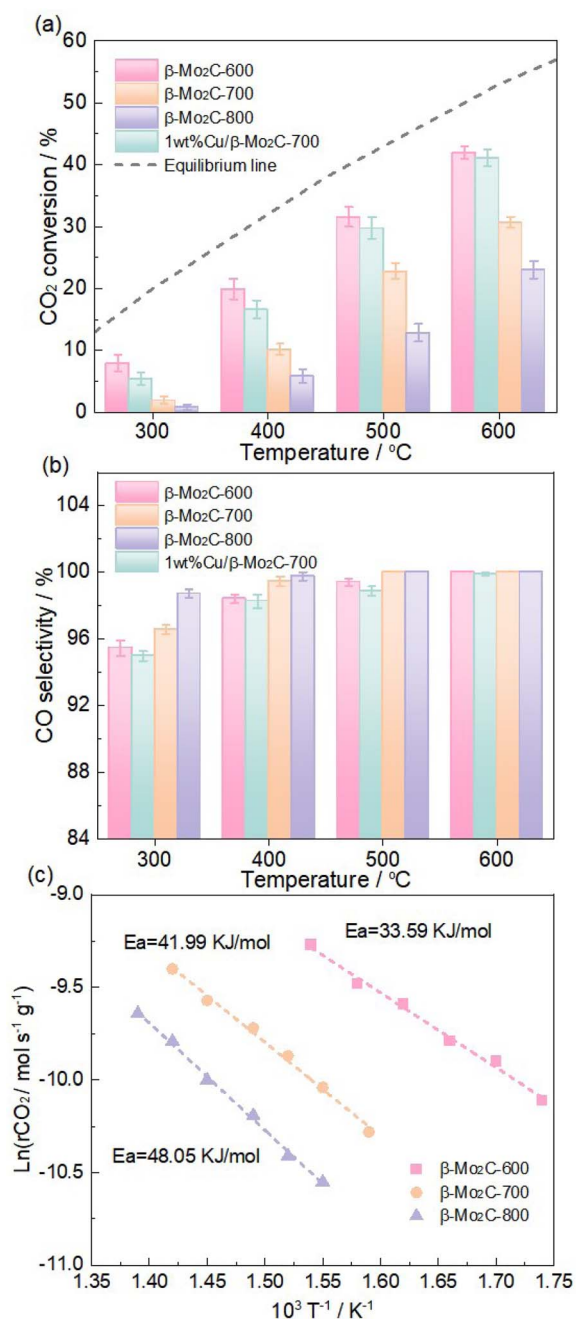 (a)
60
50
40
30
20
10
0
CO₂ conversion / %
β-Mo₂C-600
β-Mo₂C-700
β-Mo₂C-800
1wt%Cu/β-Mo₂C-700
Equilibrium line
300 400 500 600
Temperature / °C
(b)
104
100
96
92
88
84
CO selectivity / %
β-Mo₂C-600
β-Mo₂C-700
β-Mo₂C-800
1wt%Cu/β-Mo₂C-700
300 400 500 600
Temperature / °C
(c)
-9.0
-9.5
-10.0
-10.5
-11.0
Ln(rCO₂/ mol s⁻¹ g⁻¹)
Ea=41.99 KJ/mol
Ea=33.59 KJ/mol
Ea=48.05 KJ/mol
β-Mo₂C-600
β-Mo₂C-700
β-Mo₂C-800
1.35 1.40 1.45 1.50 1.55 1.60 1.65 1.70 1.75
10³ T⁻¹ / K⁻¹